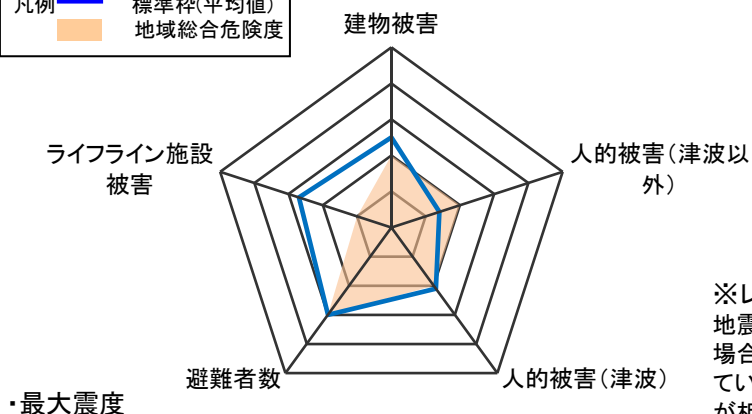 凡例 標準枠(平均値)
地域総合危険度
建物被害
ライフライン施設
被害
人的被害(津波以
外)
避難者数
人的被害(津波)
・最大震度
地震
場合
てい